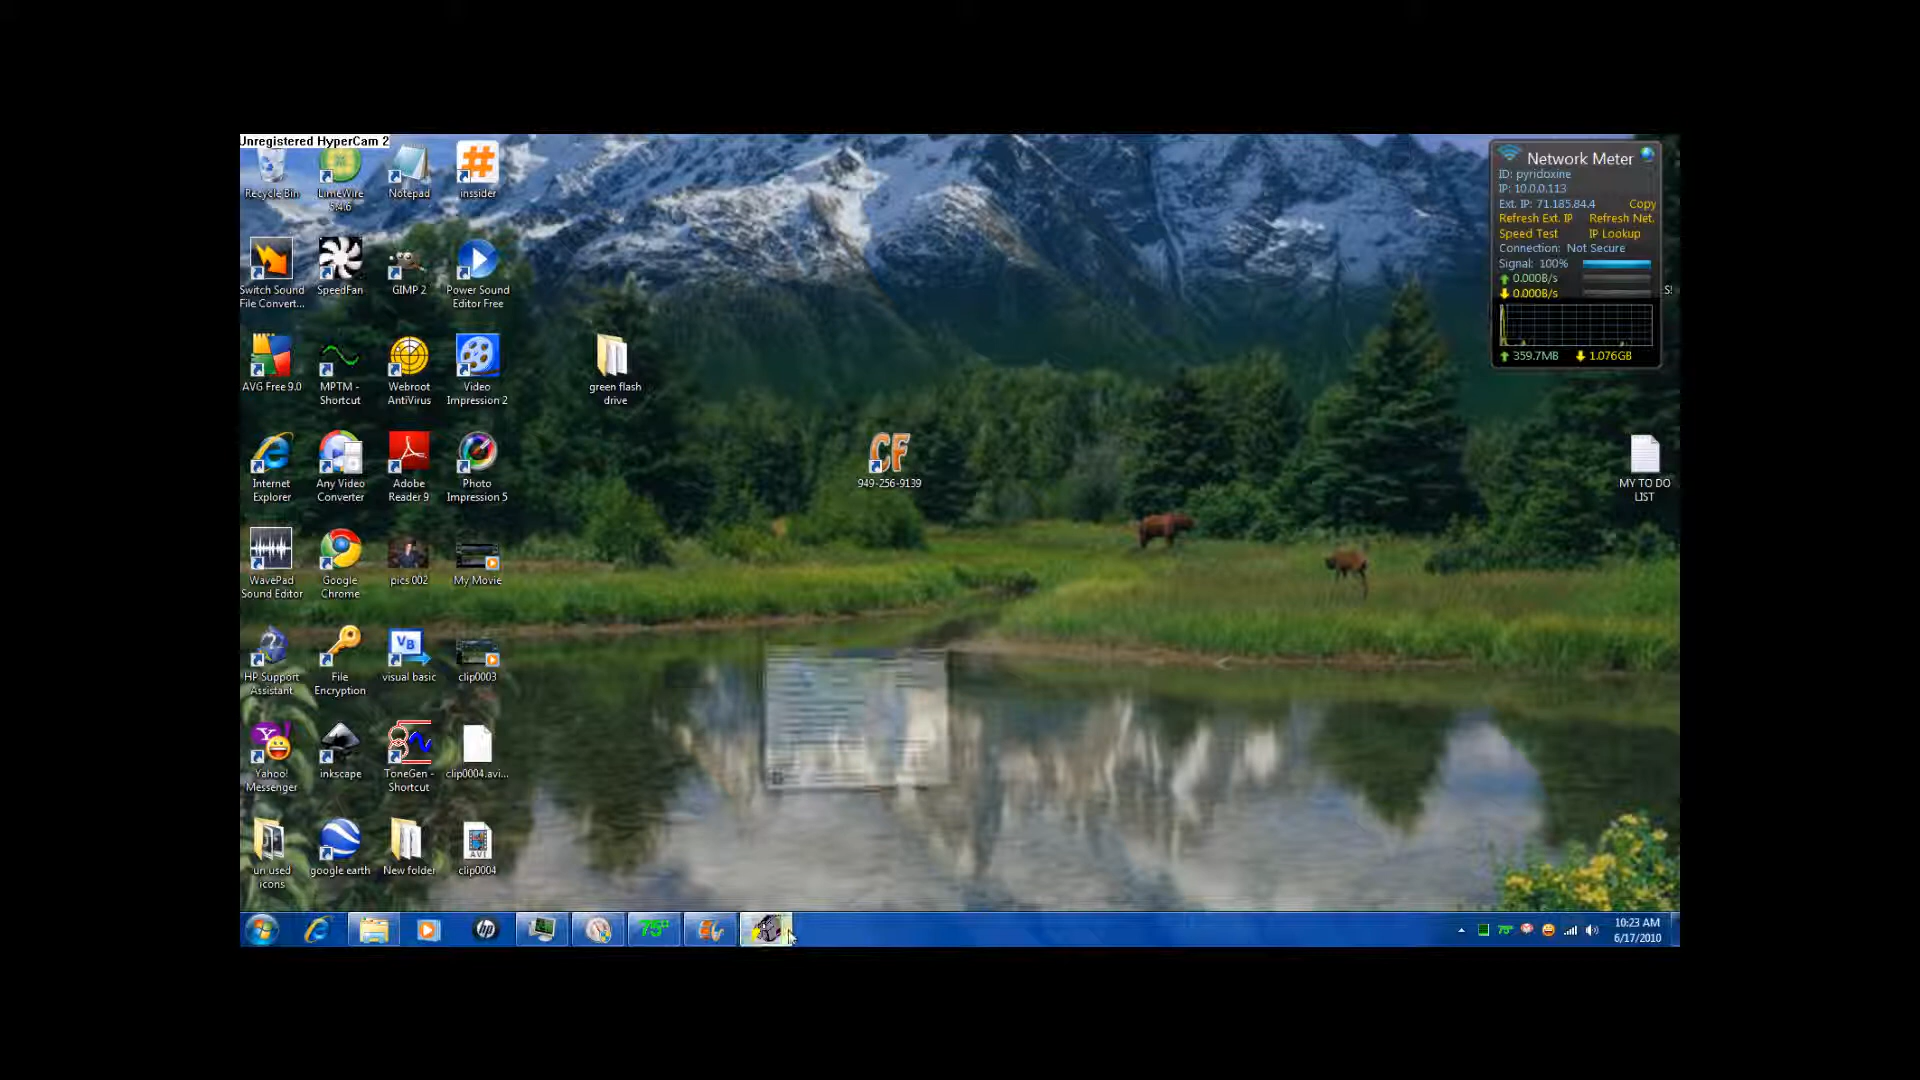 Unregistered HyperCam 2
Recycle Bin
LimeWire
5.4.6
Notepad
inssider
Switch Sound
File Convert...
SpeedFan
GIMP 2
Power Sound
Editor Free
AVG Free 9.0
MPTM -
Shortcut
Webroot
AntiVirus
Video
Impression 2
green flash
drive
Internet
Explorer
Any Video
Converter
Adobe
Reader 9
Photo
Impression 5
CF
949-256-9139
MY TO DO
LIST
WavePad
Sound Editor
Google
Chrome
pics 002
My Movie
HP Support
Assistant
File
Encryption
VB
visual basic
clip0003
Yahoo!
Messenger
inkscape
ToneGen -
Shortcut
clip0004.avi...
un used
icons
google earth
New folder
AVI
clip0004
Network Meter
ID: pyridoxine
IP: 10.0.0.113
Ext. IP: 71.185.84.4 Copy
Refresh Ext. IP Refresh Net.
Speed Test IP Lookup
Connection: Not Secure
Signal: 100%
0.000B/s
0.000B/s
359.7MB 1.076GB
hp
75°
75°
10:23 AM
6/17/2010